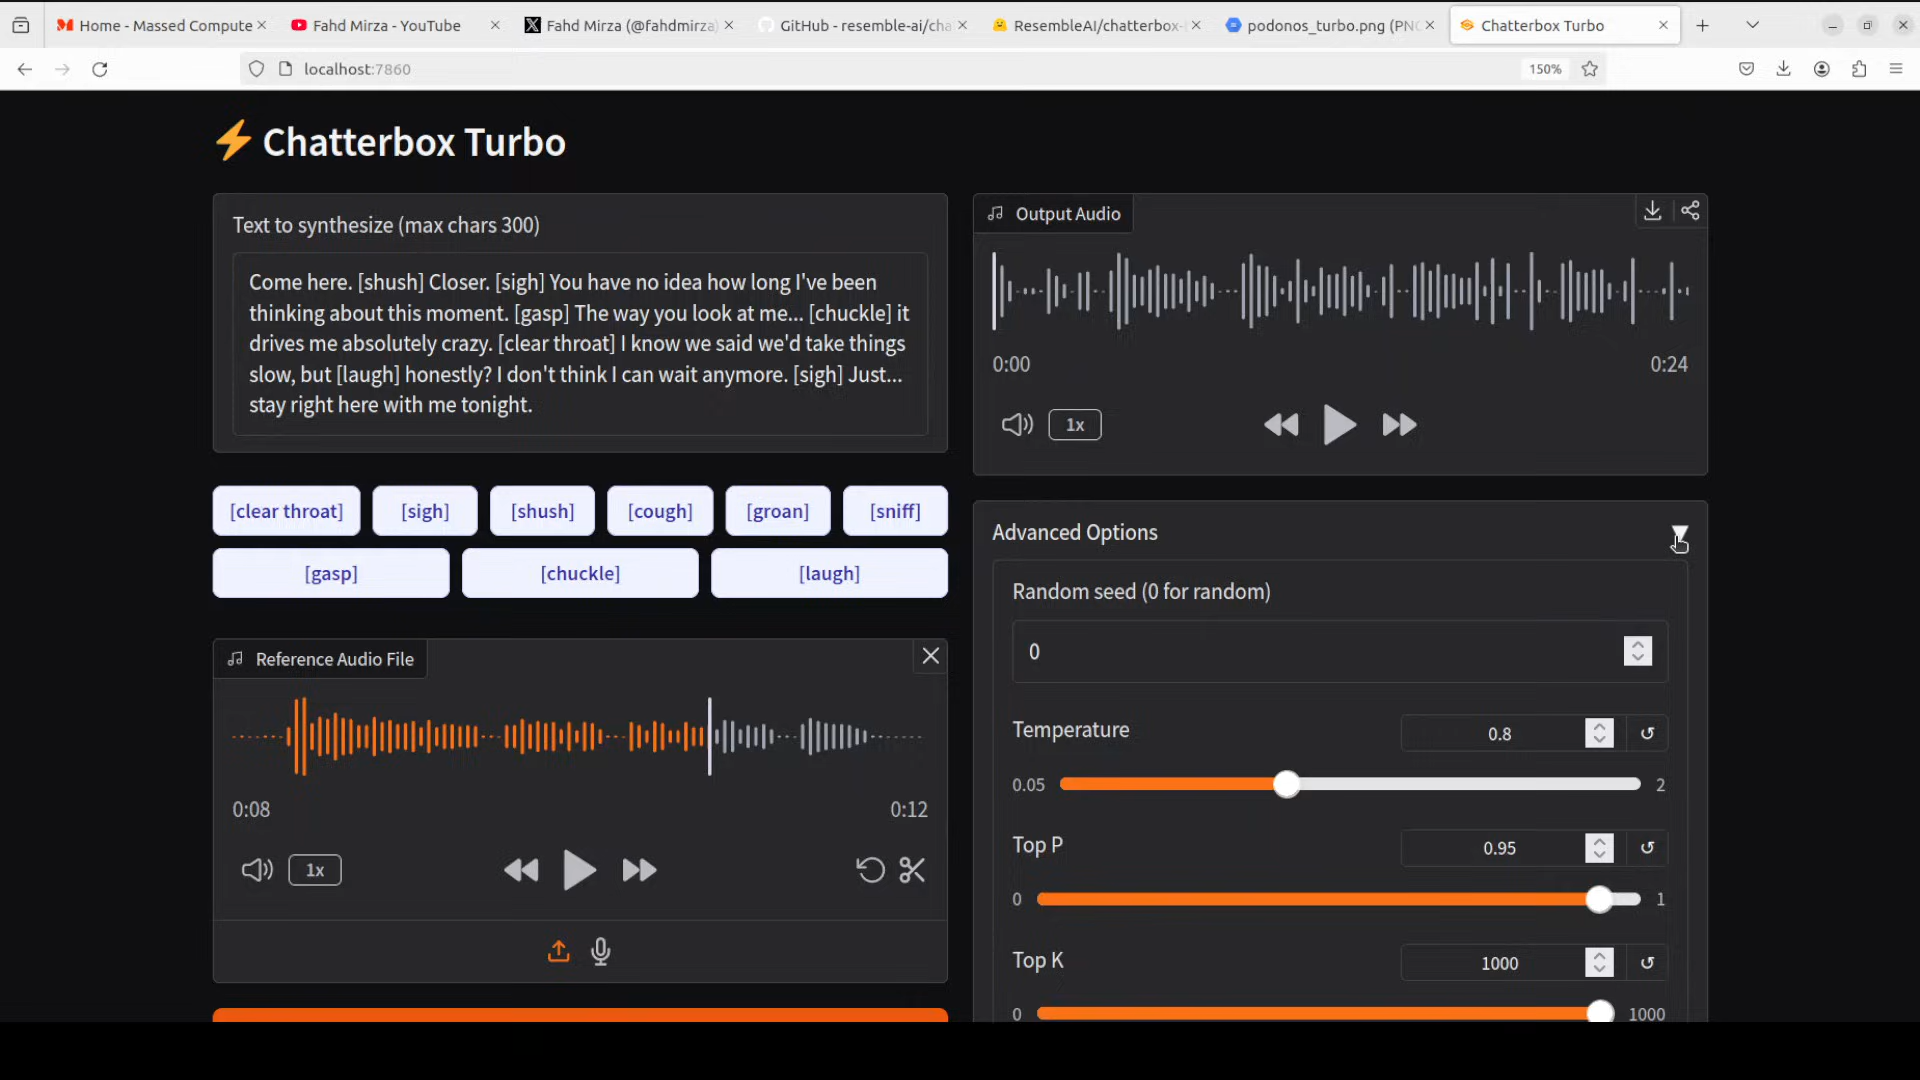 Home - Massed Compute
Fahd Mirza - YouTube
Fahd Mirza (@fahdmirza)
GitHub - resemble-ai/cha
ResembleAI/chatterbox-
podonos_turbo.png (PNG
Chatterbox Turbo
localhost:7860
150%
⚡ Chatterbox Turbo
Text to synthesize (max chars 300)
Come here. [shush] Closer. [sigh] You have no idea how long I've been
thinking about this moment. [gasp] The way you look at me... [chuckle] it
drives me absolutely crazy. [clear throat] I know we said we'd take things
slow, but [laugh] honestly? I don't think I can wait anymore. [sigh] Just...
stay right here with me tonight.
[clear throat] [sigh] [shush] [cough] [groan] [sniff]
[gasp] [chuckle] [laugh]
Reference Audio File
0:08 0:12
1x
Output Audio
0:00 0:24
1x
Advanced Options
Random seed (0 for random)
0
Temperature 0.8
0.05 2
Top P 0.95
0 1
Top K 1000
0 1000